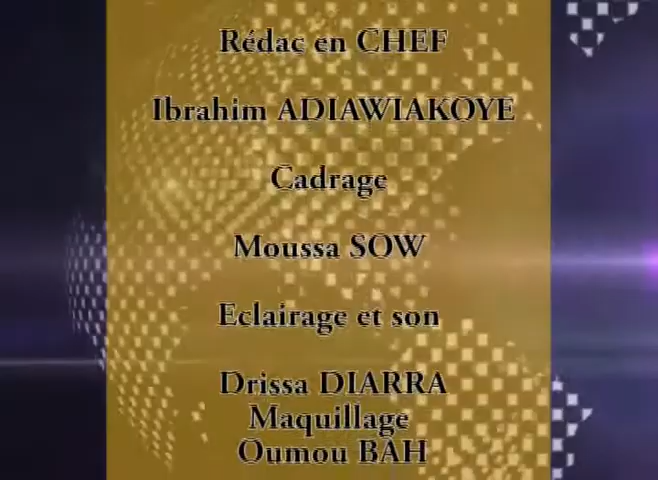 Rédac en CHEF
Ibrahim ADIAWIAKOYE
Cadrage
Moussa SOW
Eclairage et son
Drissa DIARRA
Maquillage
Oumou BAH